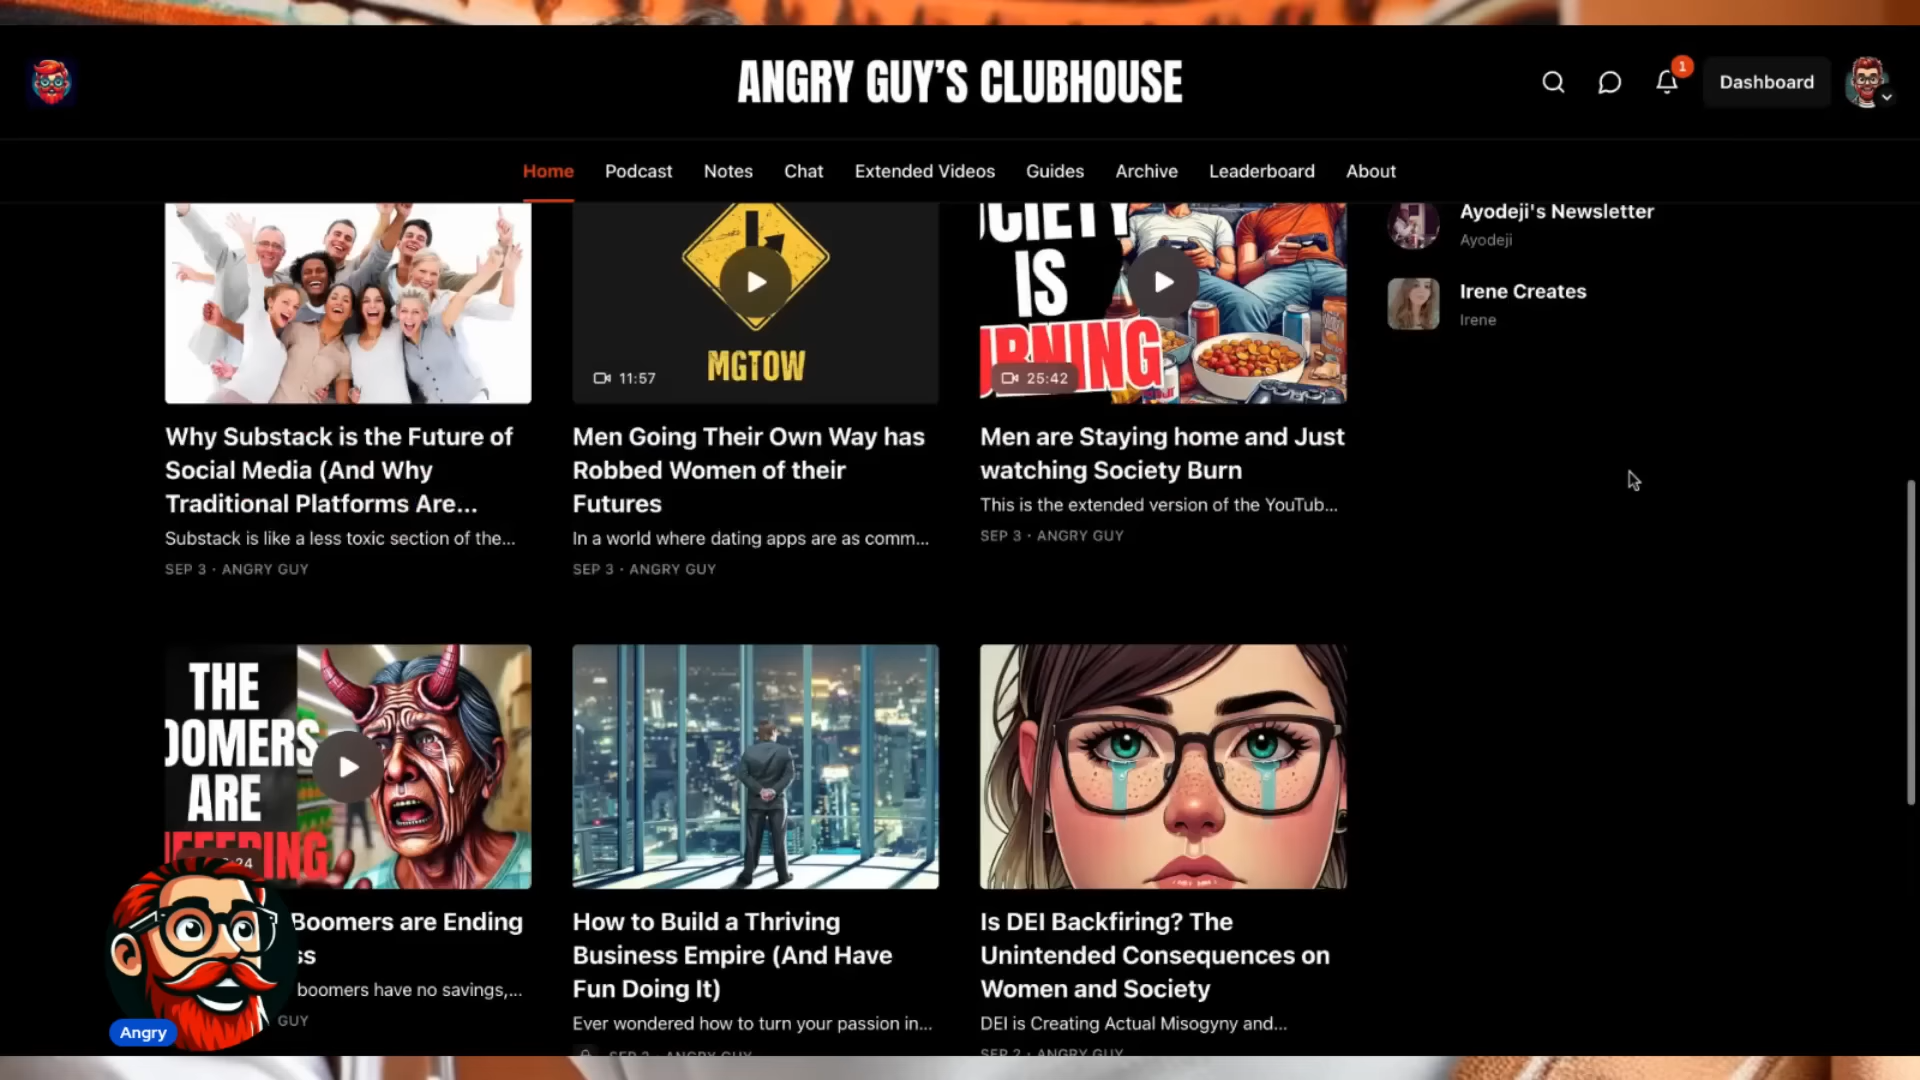 ANGRY GUY'S CLUBHOUSE
1
Dashboard
Home
Podcast
Notes
Chat
Extended Videos
Guides
Archive
Leaderboard
About
MGTOW
11:57
IS
25:42
Ayodeji's Newsletter
Ayodeji
Irene Creates
Irene
Why Substack is the Future of
Social Media (And Why
Traditional Platforms Are...
Substack is like a less toxic section of the...
SEP 3 · ANGRY GUY
Men Going Their Own Way has
Robbed Women of their
Futures
In a world where dating apps are as comm...
SEP 3 · ANGRY GUY
Men are Staying home and Just
watching Society Burn
This is the extended version of the YouTub...
SEP 3 · ANGRY GUY
THE
OOMERS
ARE
Boomers are Ending
ss
boomers have no savings,...
GUY
How to Build a Thriving
Business Empire (And Have
Fun Doing It)
Ever wondered how to turn your passion in...
Is DEI Backfiring? The
Unintended Consequences on
Women and Society
DEI is Creating Actual Misogyny and...
SEP 2 · ANGRY GUY
Angry